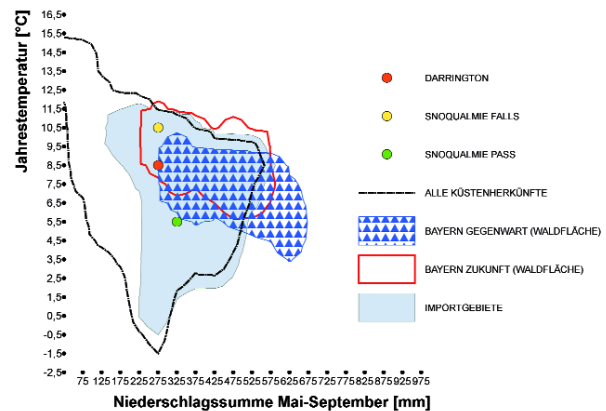 Jahrestemperatur [°C]
16,5
15,5
14,5
13,5
12,5
11,5
10,5
9,5
8,5
7,5
6,5
5,5
4,5
3,5
2,5
1,5
0,5
-0,5
-1,5
-2,5
75 125 175 225 275 325 375 425 475 525 575 625 675 725 775 825 875 925 975
Niederschlagssumme Mai-September [mm]
DARRINGTON
SNOQUALMIE FALLS
SNOQUALMIE PASS
ALLE KÜSTENHERKÜNFTE
BAYERN GEGENWART (WALDFLÄCHE)
BAYERN ZUKUNFT (WALDFLÄCHE)
IMPORTGEBIETE